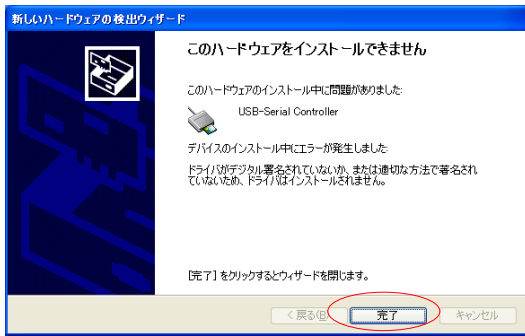 新しいハードウェアの検出ウィザード
このハードウェアをインストールできません
このハードウェアのインストール中に問題がありました:
USB-Serial Controller
デバイスのインストール中にエラーが発生しました:
ドライバがデジタル署名されていないか、または適切な方法で署名され
ていないため、ドライバはインストールされません。
[完了] をクリックするとウィザードを閉じます。
< 戻る(B) 完了 キャンセル